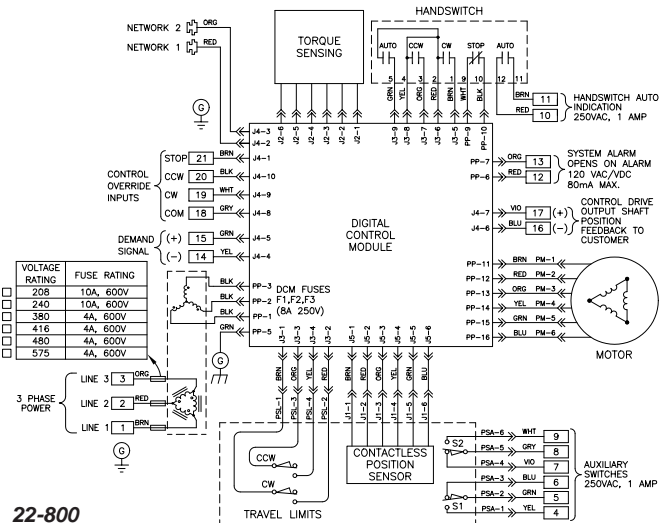 HANDSWITCH
NETWORK 2 ORG
NETWORK 1 RED
TORQUE
SENSING
AUTO CCW CW STOP AUTO
5 4 3 2 1 9 10 12 11
GRN YEL ORG RED BRN WHT BLK
BRN 11
RED 10
HANDSWITCH AUTO
INDICATION
250VAC, 1 AMP
G
J4-3
J4-2
J2-6 J2-5 J2-4 J2-3 J2-2 J2-1
J3-9 J3-8 J3-7 J3-6 J3-5 PP-9 PP-10
CONTROL
OVERRIDE
INPUTS
STOP 21 BRN J4-1
CCW 20 BLK J4-10
CW 19 WHT J4-9
COM 18 GRY J4-8
DEMAND
SIGNAL
(+) 15 GRN J4-5
(−) 14 YEL J4-4
DIGITAL
CONTROL
MODULE
PP-7 ORG 13
PP-6 RED 12
SYSTEM ALARM
OPENS ON ALARM
120 VAC/VDC
80mA MAX.
J4-7 VIO 17 (+)
J4-6 BLU 16 (−)
CONTROL DRIVE
OUTPUT SHAFT
POSITION
FEEDBACK TO
CUSTOMER
PP-11 BRN PM-1
PP-12 RED PM-2
PP-13 ORG PM-3
PP-14 YEL PM-4
PP-15 GRN PM-5
PP-16 BLU PM-6
MOTOR
BLK PP-3
BLK PP-2
BLK PP-1
GRN PP-5
DCM FUSES
F1,F2,F3
(8A 250V)
G
VOLTAGE
RATING
FUSE RATING
208 10A, 600V
240 10A, 600V
380 4A, 600V
416 4A, 600V
480 4A, 600V
575 4A, 600V
3 PHASE
POWER
LINE 3 3 ORG
LINE 2 2 RED
LINE 1 1 BRN
G
J3-1 J3-3 J3-4 J3-2
BRN ORG YEL RED
PSL-1 PSL-3 PSL-4 PSL-2
J5-1 J5-2 J5-3 J5-4 J5-5 J5-6
BRN RED ORG YEL GRN BLU
J1-1 J1-2 J1-3 J1-4 J1-5 J1-6
CCW
CW
TRAVEL LIMITS
CONTACTLESS
POSITION
SENSOR
S2
S1
PSA-6 WHT 9
PSA-5 GRY 8
PSA-4 VIO 7
PSA-3 BLU 6
PSA-2 GRN 5
PSA-1 YEL 4
AUXILIARY
SWITCHES
250VAC, 1 AMP
22-800